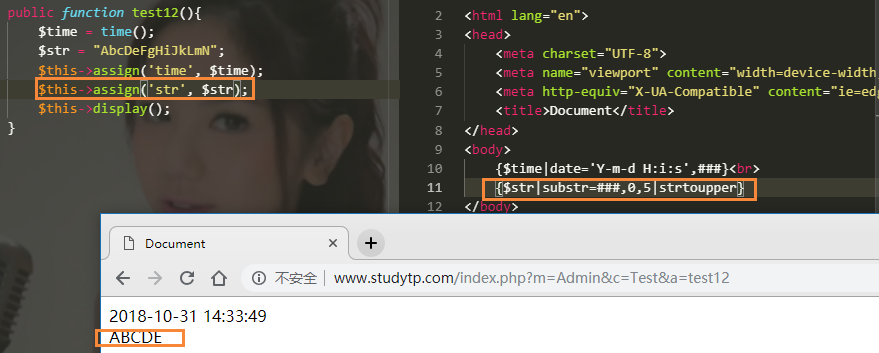 public function test12(){
$time = time();
$str = "AbcDeFgHiJkLmN";
$this->assign('time', $time);
$this->assign('str', $str);
$this->display();
}
2 <html lang="en">
3 <head>
4 <meta charset="UTF-8">
5 <meta name="viewport" content="width=device-width
6 <meta http-equiv="X-UA-Compatible" content="ie=edg
7 <title>Document</title>
8 </head>
9 <body>
10 {$time|date='Y-m-d H:i:s',###}<br>
11 {$str|substr=###,0,5|strtoupper}
12 </body>
Document
不安全 | www.studytp.com/index.php?m=Admin&c=Test&a=test12
2018-10-31 14:33:49
ABCDE